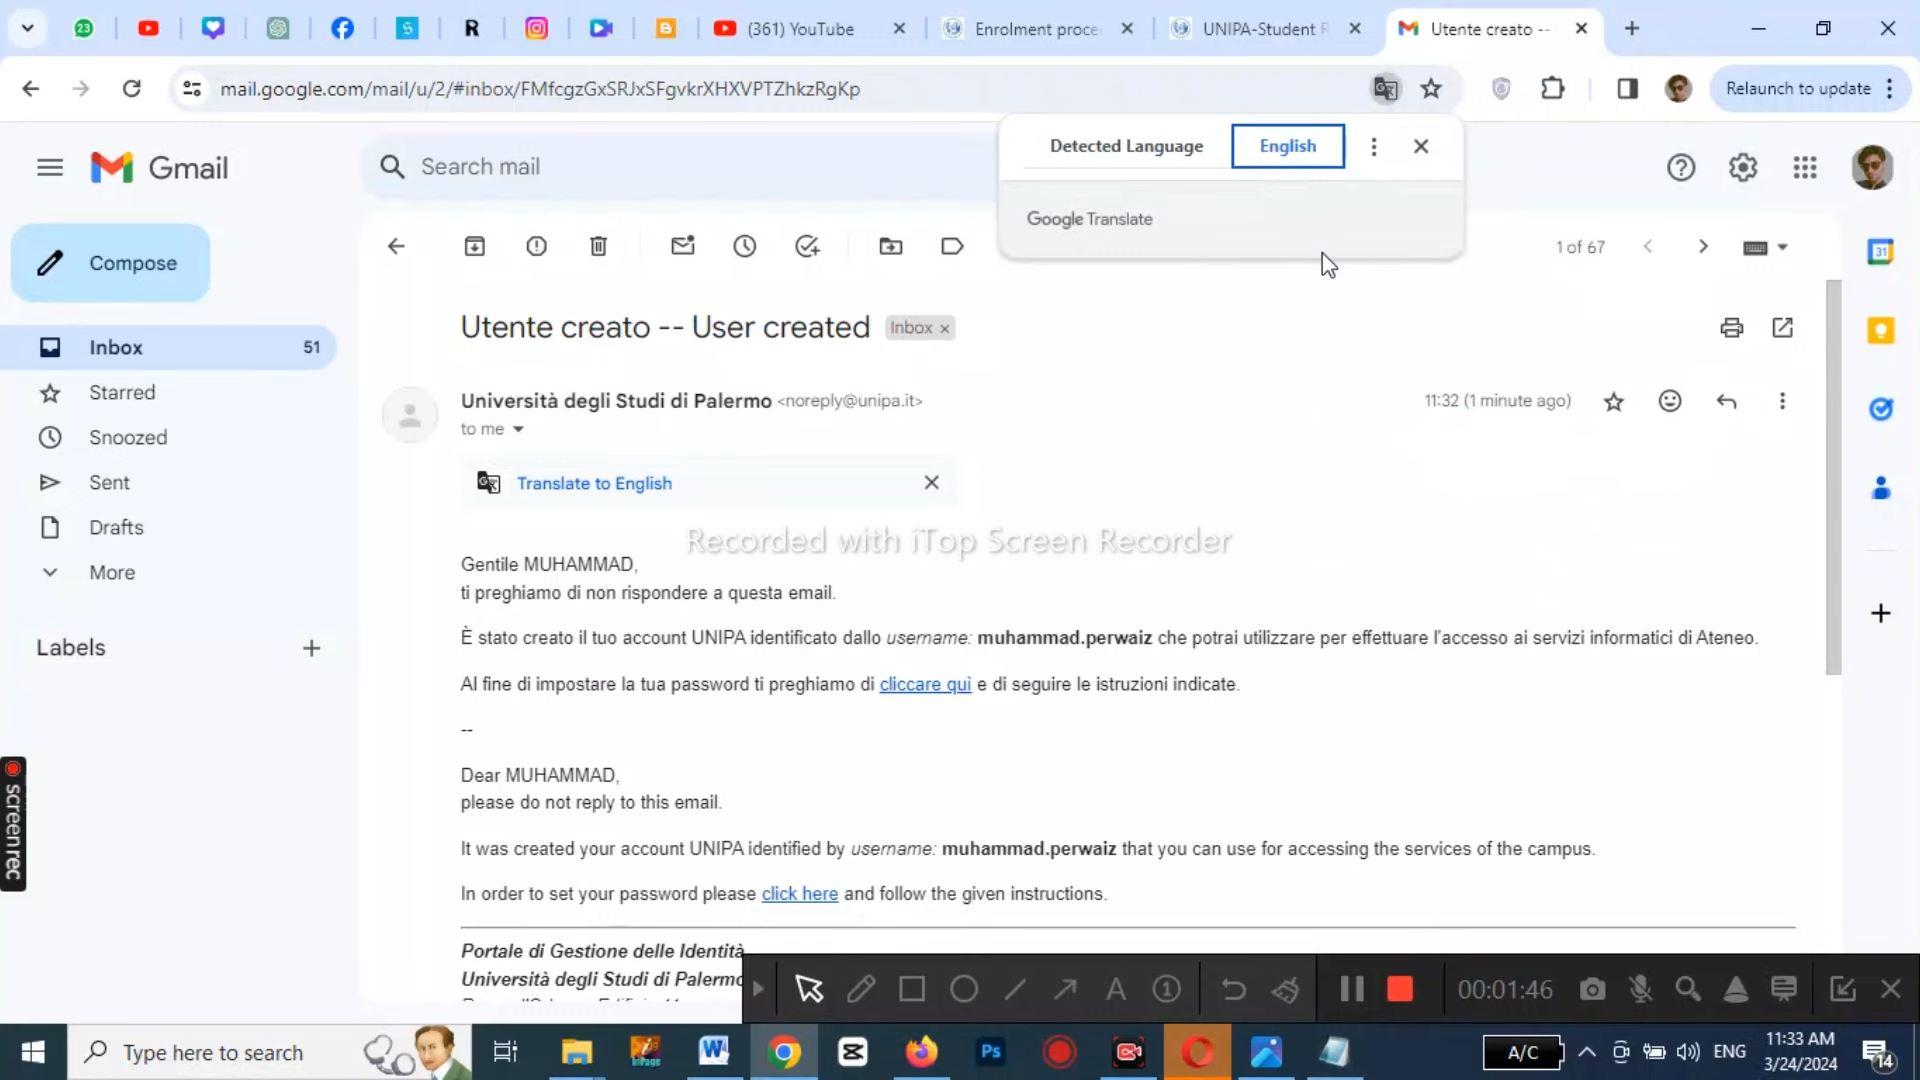 23
(361) YouTube
Enrolment proce
UNIPA-Student R
Utente creato --
mail.google.com/mail/u/2/#inbox/FMfcgzGxSRJxSFgvkrXHXVPTZhkzRgKp
Relaunch to update
Detected Language
English
Google Translate
Gmail
Search mail
Compose
1 of 67
31
Inbox
51
Starred
Snoozed
Sent
Drafts
More
Labels
Utente creato -- User created
Inbox ×
Università degli Studi di Palermo <noreply@unipa.it>
11:32 (1 minute ago)
to me
Translate to English
Recorded with iTop Screen Recorder
Gentile MUHAMMAD,
ti preghiamo di non rispondere a questa email.
È stato creato il tuo account UNIPA identificato dallo username: muhammad.perwaiz che potrai utilizzare per effettuare l'accesso ai servizi informatici di Ateneo.
Al fine di impostare la tua password ti preghiamo di cliccare qui e di seguire le istruzioni indicate.
--
Dear MUHAMMAD,
please do not reply to this email.
It was created your account UNIPA identified by username: muhammad.perwaiz that you can use for accessing the services of the campus.
In order to set your password please click here and follow the given instructions.
Portale di Gestione delle Identità
Università degli Studi di Palermo
screenrec
00:01:46
Type here to search
Ps
A/C
ENG
11:33 AM
3/24/2024
14